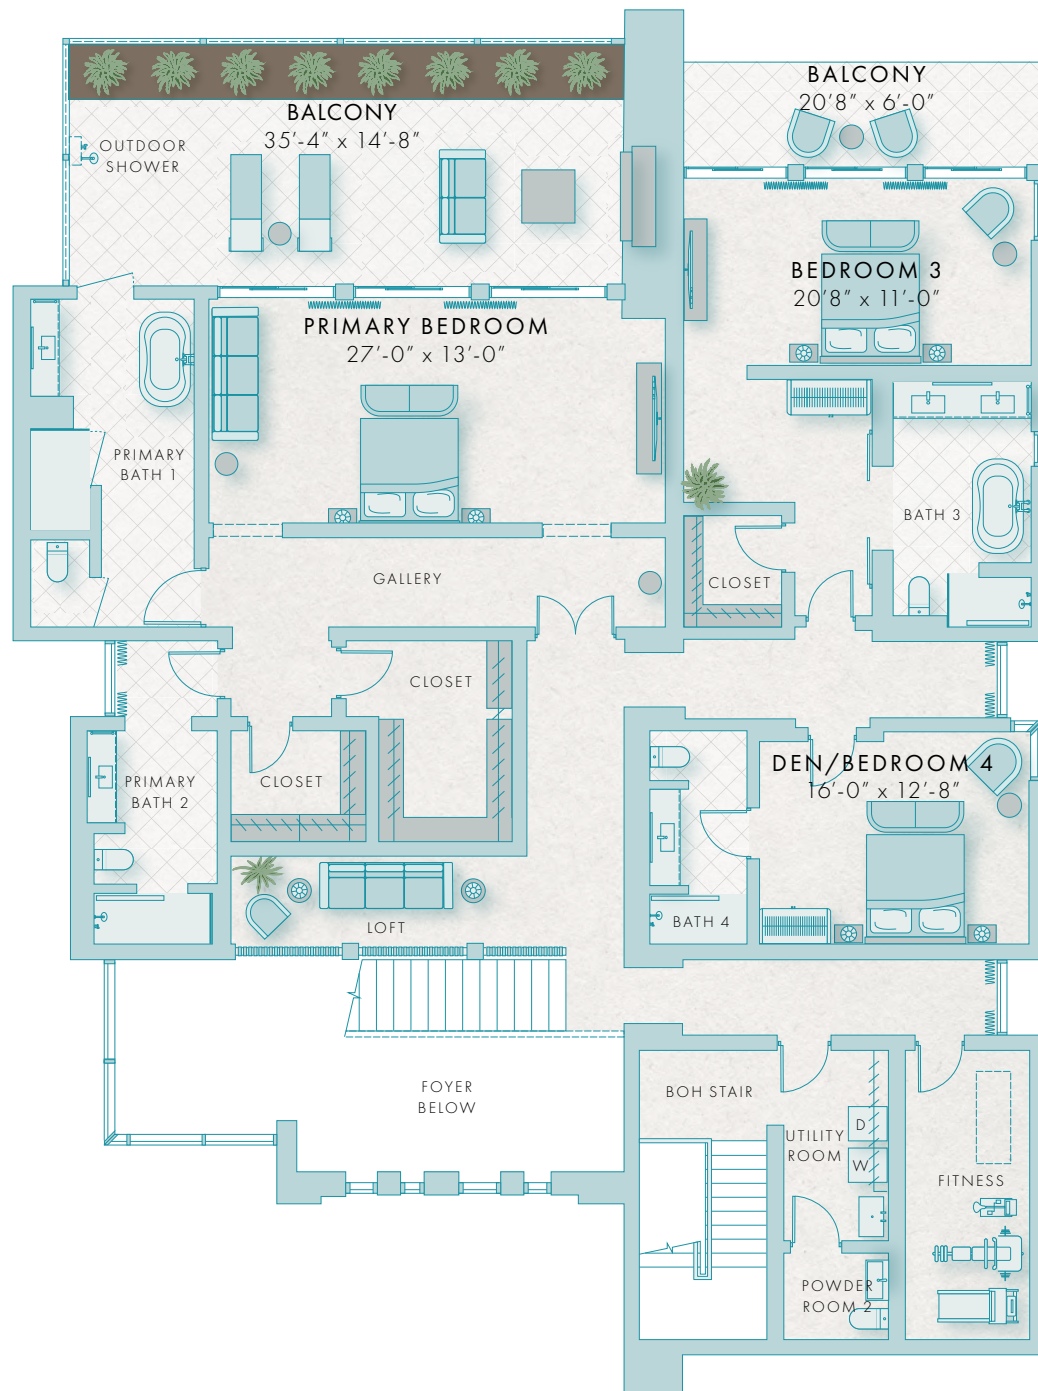 BALCONY
35'-4" x 14'-8"
BALCONY
20'8" x 6'-0"
OUTDOOR
SHOWER
BEDROOM 3
20'8" x 11'-0"
PRIMARY BEDROOM
27'-0" x 13'-0"
PRIMARY
BATH 1
BATH 3
GALLERY
CLOSET
CLOSET
CLOSET
PRIMARY
BATH 2
DEN/BEDROOM 4
16'-0" x 12'-8"
LOFT
BATH 4
FOYER
BELOW
BOH STAIR
D
UTILITY
ROOM
W
FITNESS
POWDER
ROOM 2